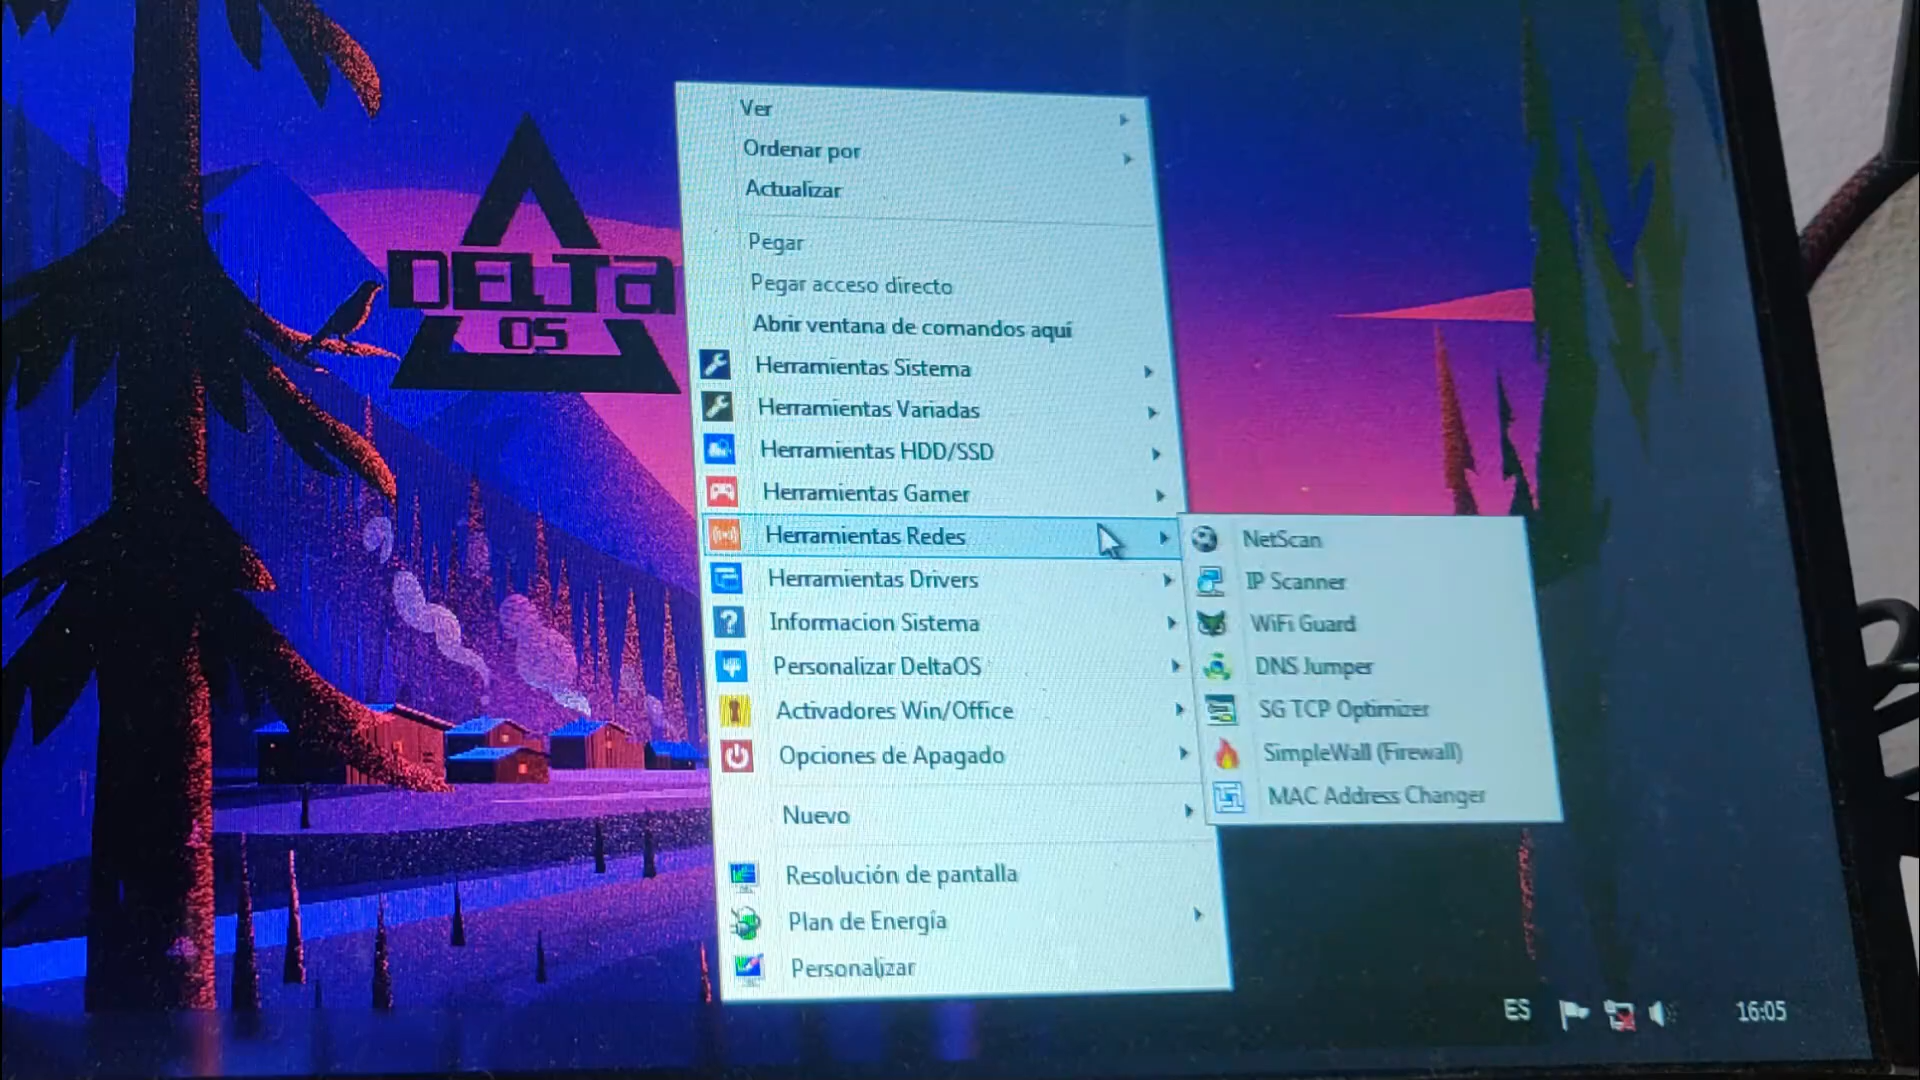 DELTa
OS
Ver
Ordenar por
Actualizar
Pegar
Pegar acceso directo
Abrir ventana de comandos aquí
Herramientas Sistema
Herramientas Variadas
Herramientas HDD/SSD
Herramientas Gamer
Herramientas Redes
Herramientas Drivers
Informacion Sistema
Personalizar DeltaOS
Activadores Win/Office
Opciones de Apagado
Nuevo
Resolución de pantalla
Plan de Energía
Personalizar
NetScan
IP Scanner
WiFi Guard
DNS Jumper
SG TCP Optimizer
SimpleWall (Firewall)
MAC Address Changer
ES
16:05